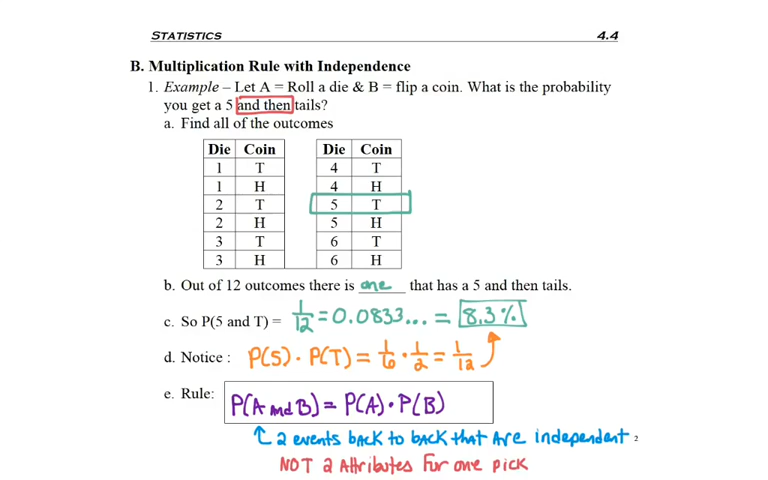 STATISTICS 4.4
B. Multiplication Rule with Independence
1. Example – Let A = Roll a die & B = flip a coin. What is the probability
you get a 5 and then tails?
a. Find all of the outcomes
Die Coin Die Coin
1 T 4 T
1 H 4 H
2 T 5 T
2 H 5 H
3 T 6 T
3 H 6 H
b. Out of 12 outcomes there is one that has a 5 and then tails.
c. So P(5 and T) = 1/12 = 0.0833... = 8.3%
d. Notice : P(5) · P(T) = 1/6 · 1/2 = 1/12
e. Rule: P(A and B) = P(A) · P(B)
2 events back to back that are independent 2
NOT 2 Attributes for one pick